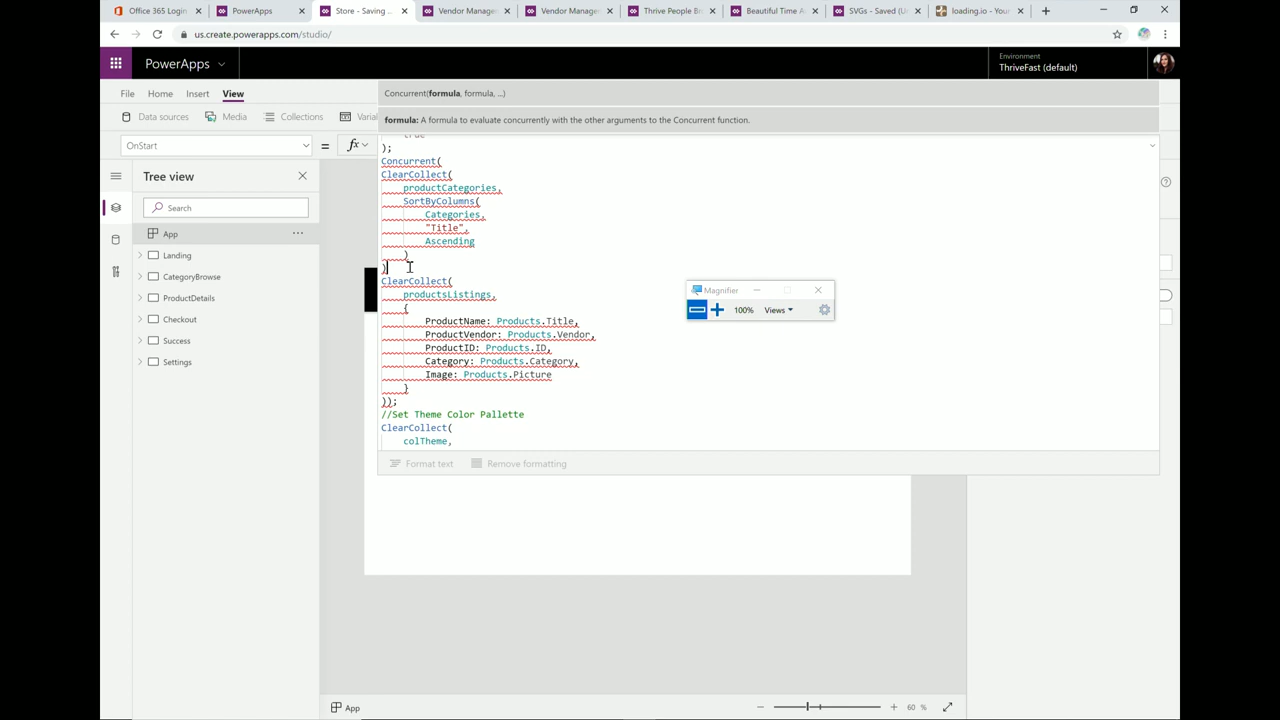 Office 365 Login
PowerApps
Store - Saving ...
Vendor Manage
Vendor Manage
Thrive People Br
Beautiful Time A
SVGs - Saved (U
loading.io - Your
us.create.powerapps.com/studio/
PowerApps
Environment
ThriveFast (default)
File
Home
Insert
View
Concurrent(formula, formula, ...)
Data sources
Media
Collections
Varia
formula: A formula to evaluate concurrently with the other arguments to the Concurrent function.
OnStart
=
fx
true
);
Concurrent(
ClearCollect(
productCategories,
SortByColumns(
Categories,
"Title",
Ascending
)
)
ClearCollect(
productsListings,
{
ProductName: Products.Title,
ProductVendor: Products.Vendor,
ProductID: Products.ID,
Category: Products.Category,
Image: Products.Picture
}
));
//Set Theme Color Pallette
ClearCollect(
colTheme,
Format text
Remove formatting
Tree view
Search
App
Landing
CategoryBrowse
ProductDetails
Checkout
Success
Settings
Magnifier
100%
Views
App
60 %